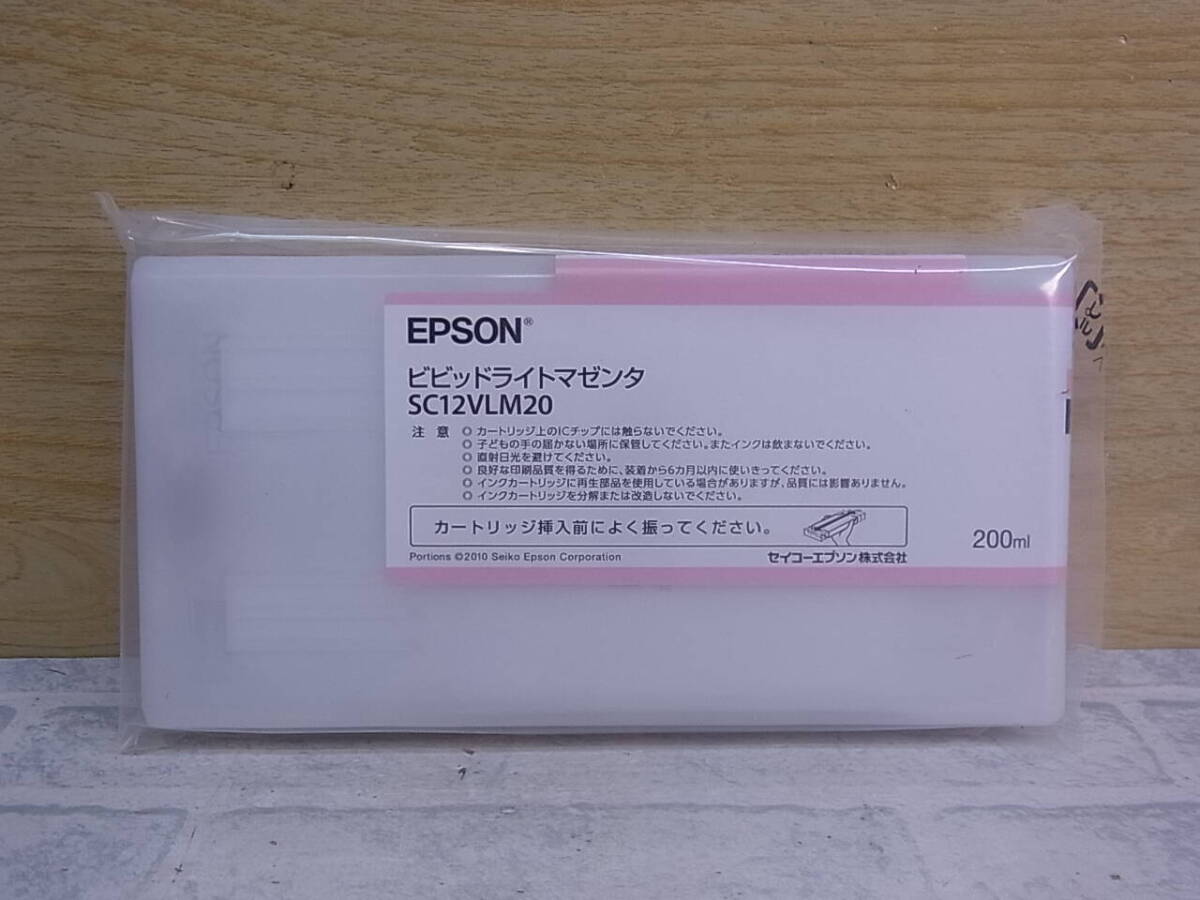 EPSON®
ビビッドライトマゼンタ
SC12VLM20
注 意 ◎ カートリッジ上のICチップには触らないでください。
◎ 子どもの手の届かない場所に保管してください。またインクは飲まないでください。
◎ 直射日光を避けてください。
◎ 良好な印刷品質を得るために、装着から6カ月以内に使いきってください。
◎ インクカートリッジに再生部品を使用している場合がありますが、品質には影響ありません。
◎ インクカートリッジを分解または改造しないでください。
カートリッジ挿入前によく振ってください。
200ml
Portions ©2010 Seiko Epson Corporation
セイコーエプソン株式会社